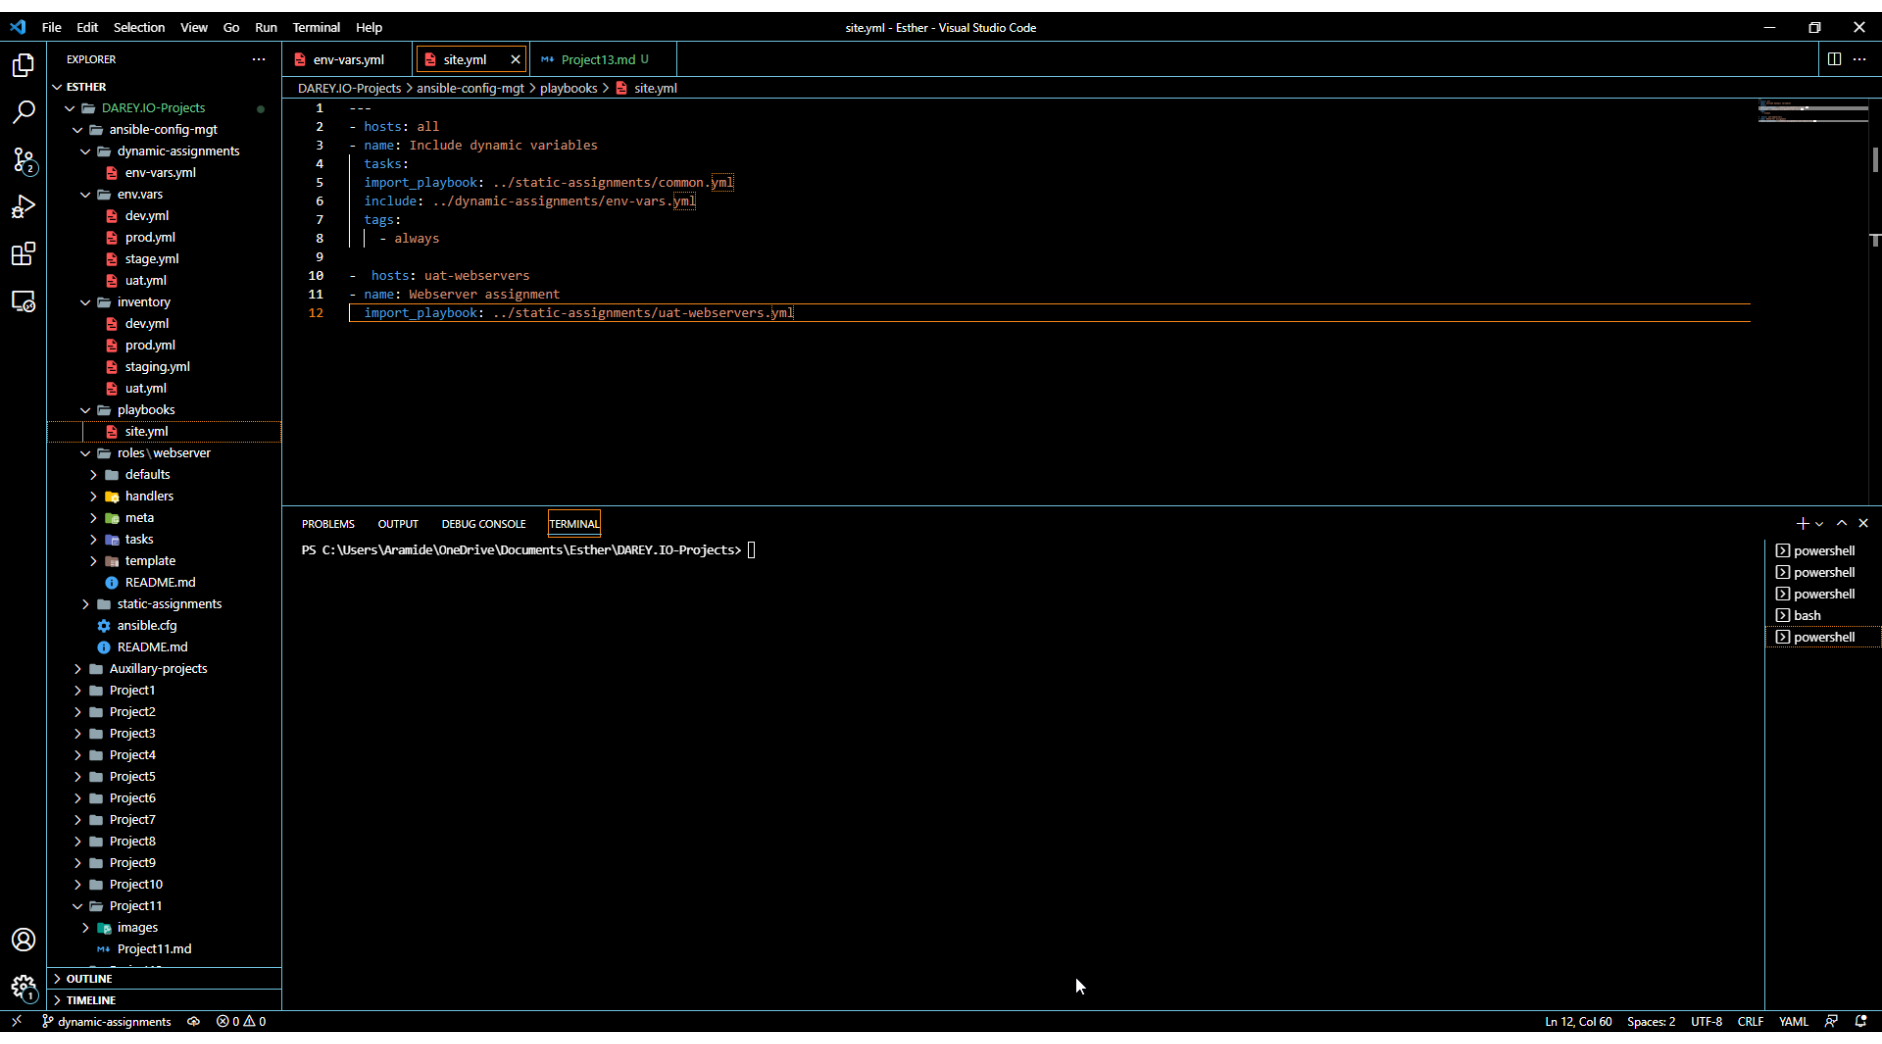 File Edit Selection View Go Run Terminal Help
site.yml - Esther - Visual Studio Code
EXPLORER
ESTHER
DAREY.IO-Projects
ansible-config-mgt
dynamic-assignments
env-vars.yml
env.vars
dev.yml
prod.yml
stage.yml
uat.yml
inventory
dev.yml
prod.yml
staging.yml
uat.yml
playbooks
site.yml
roles\webserver
defaults
handlers
meta
tasks
template
README.md
static-assignments
ansible.cfg
README.md
Auxillary-projects
Project1
Project2
Project3
Project4
Project5
Project6
Project7
Project8
Project9
Project10
Project11
images
Project11.md
OUTLINE
TIMELINE
env-vars.yml site.yml Project13.md U
DAREY.IO-Projects > ansible-config-mgt > playbooks > site.yml
1 ---
2 - hosts: all
3 - name: Include dynamic variables
4 tasks:
5 import_playbook: ../static-assignments/common.yml
6 include: ../dynamic-assignments/env-vars.yml
7 tags:
8 - always
9
10 - hosts: uat-webservers
11 - name: Webserver assignment
12 import_playbook: ../static-assignments/uat-webservers.yml
PROBLEMS OUTPUT DEBUG CONSOLE TERMINAL
PS C:\Users\Aramide\OneDrive\Documents\Esther\DAREY.IO-Projects>
powershell
powershell
powershell
bash
powershell
2
1
dynamic-assignments 0 0
Ln 12, Col 60 Spaces: 2 UTF-8 CRLF YAML